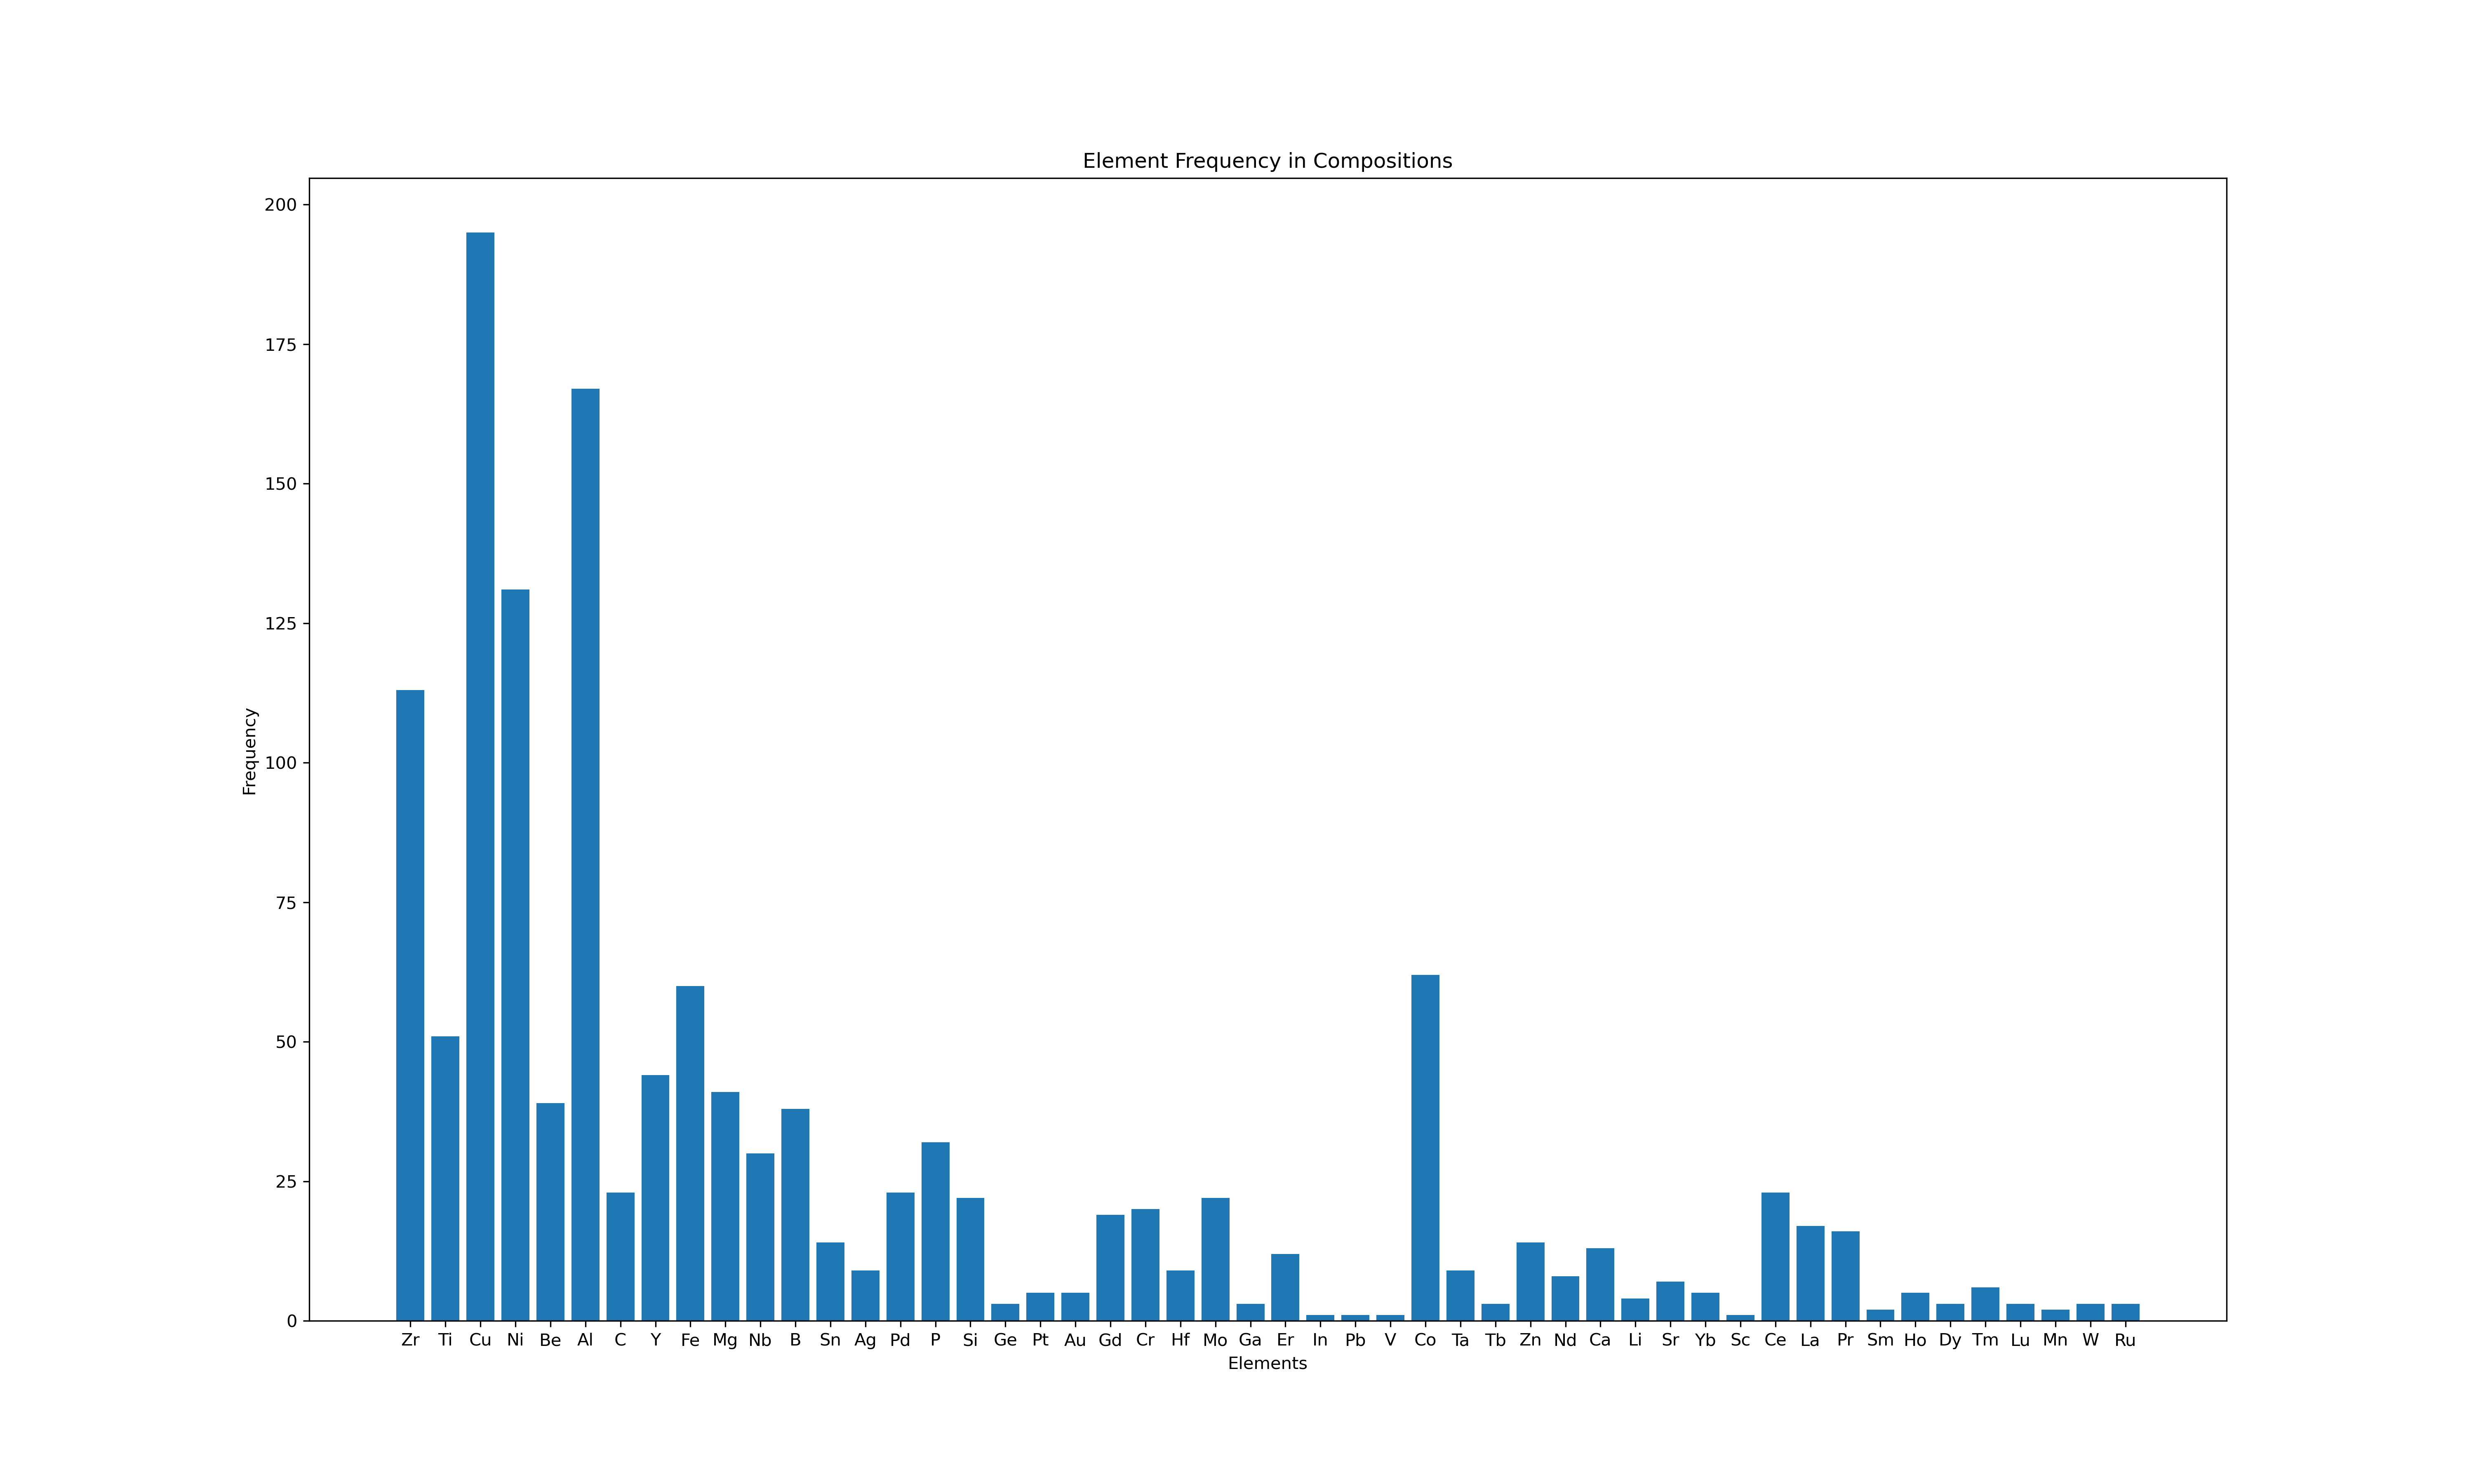 Element Frequency in Compositions
200
175
150
125
100
75
50
25
0
Frequency
Zr Ti Cu Ni Be Al C Y Fe Mg Nb B Sn Ag Pd P Si Ge Pt Au Gd Cr Hf Mo Ga Er In Pb V Co Ta Tb Zn Nd Ca Li Sr Yb Sc Ce La Pr Sm Ho Dy Tm Lu Mn W Ru
Elements